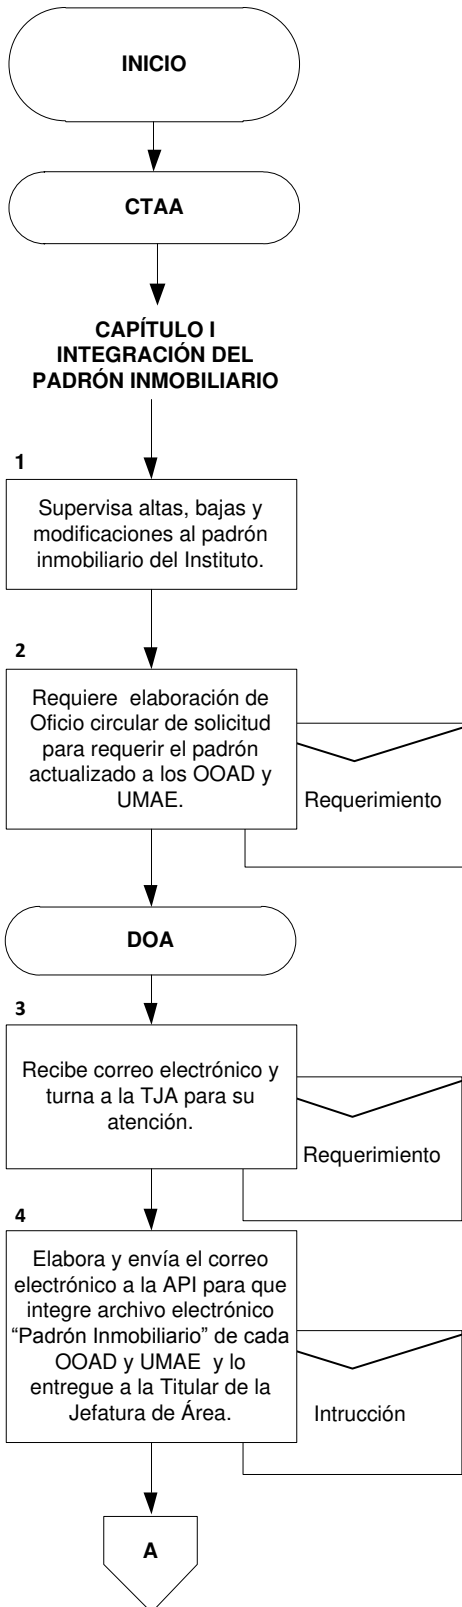 INICIO
CTAA
CAPÍTULO I
INTEGRACIÓN DEL
PADRÓN INMOBILIARIO
1
Supervisa altas, bajas y
modificaciones al padrón
inmobiliario del Instituto.
2
Requiere elaboración de
Oficio circular de solicitud
para requerir el padrón
actualizado a los OOAD y
UMAE.
Requerimiento
DOA
3
Recibe correo electrónico y
turna a la TJA para su
atención.
Requerimiento
4
Elabora y envía el correo
electrónico a la API para que
integre archivo electrónico
“Padrón Inmobiliario” de cada
OOAD y UMAE y lo
entregue a la Titular de la
Jefatura de Área.
Intrucción
A